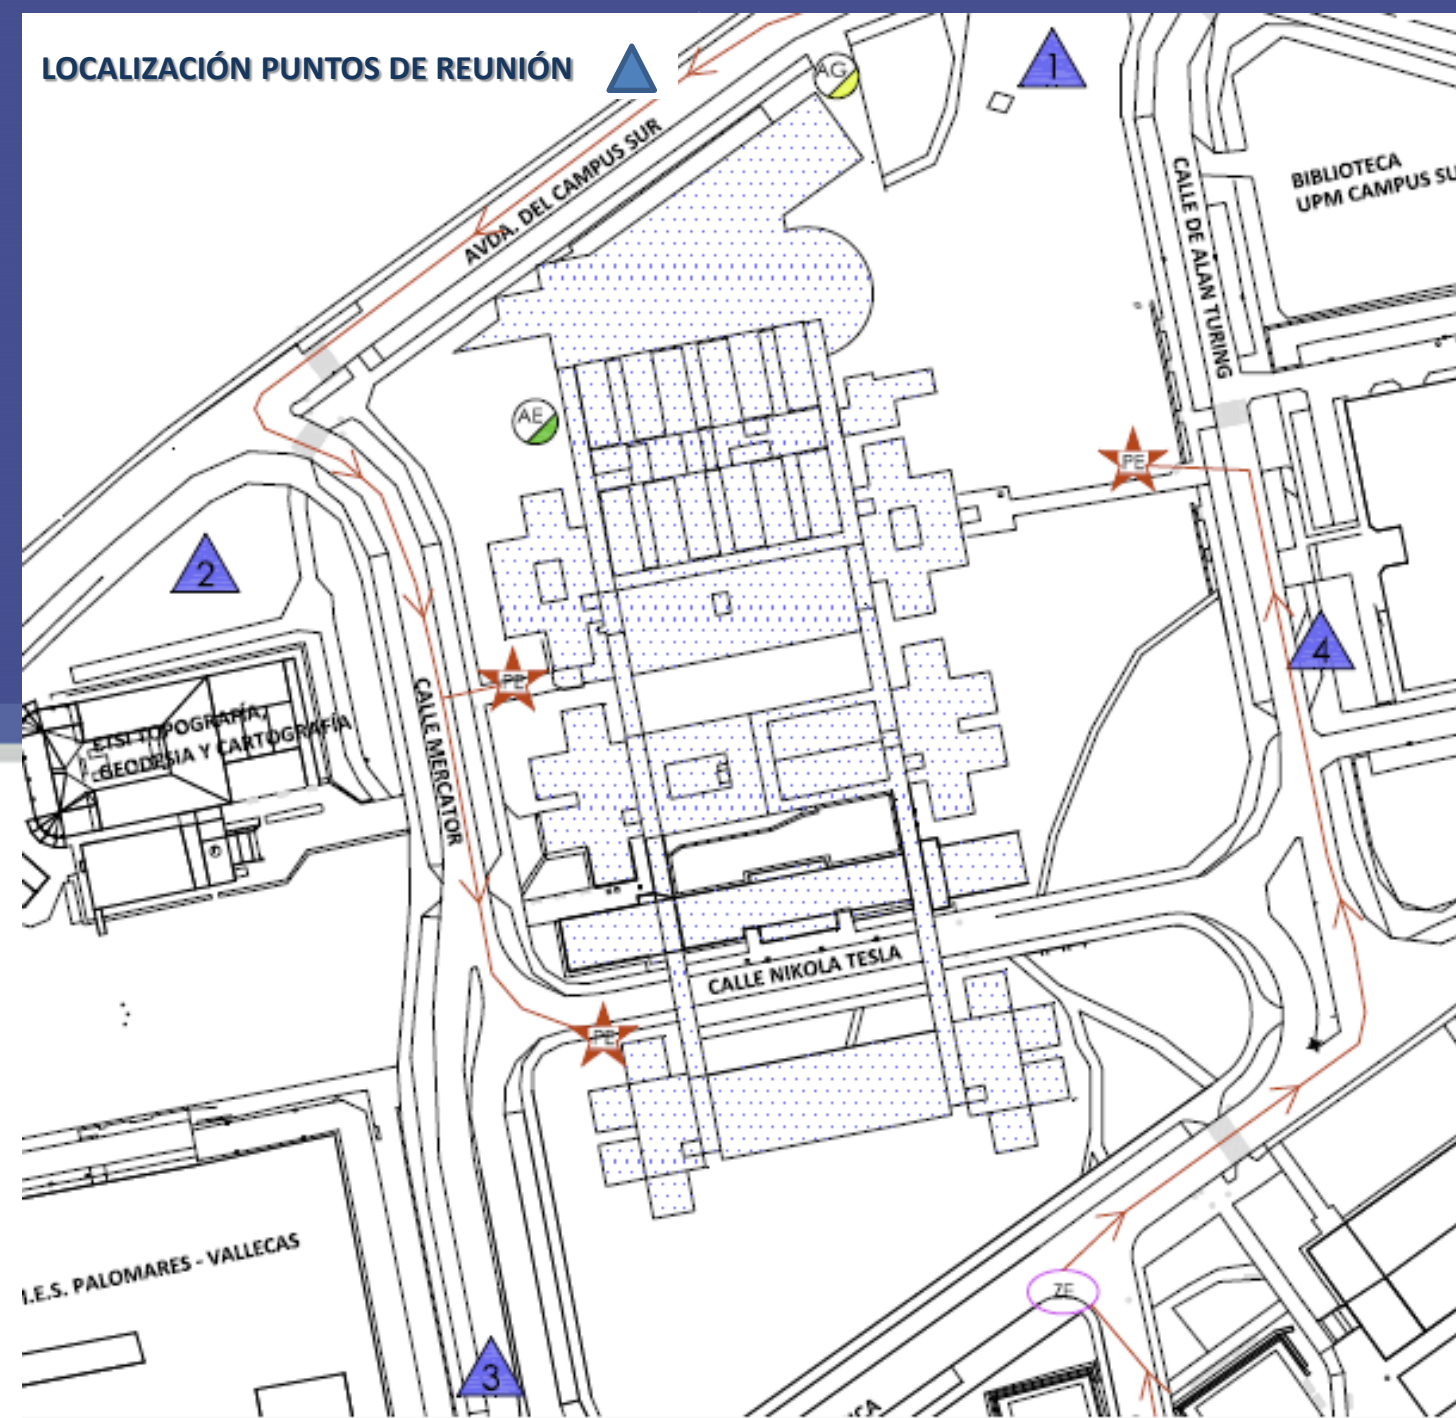 LOCALIZACIÓN PUNTOS DE REUNIÓN
1
AG
AVDA. DEL CAMPUS SUR
CALLE DE ALAN TURING
BIBLIOTECA
UPM CAMPUS SU
AE
PE
2
4
PE
CALLE MERCATOR
ETSI TOPOGRAFÍA,
GEODESIA Y CARTOGRAFÍA
CALLE NIKOLA TESLA
PE
I.E.S. PALOMARES - VALLECAS
3
CA